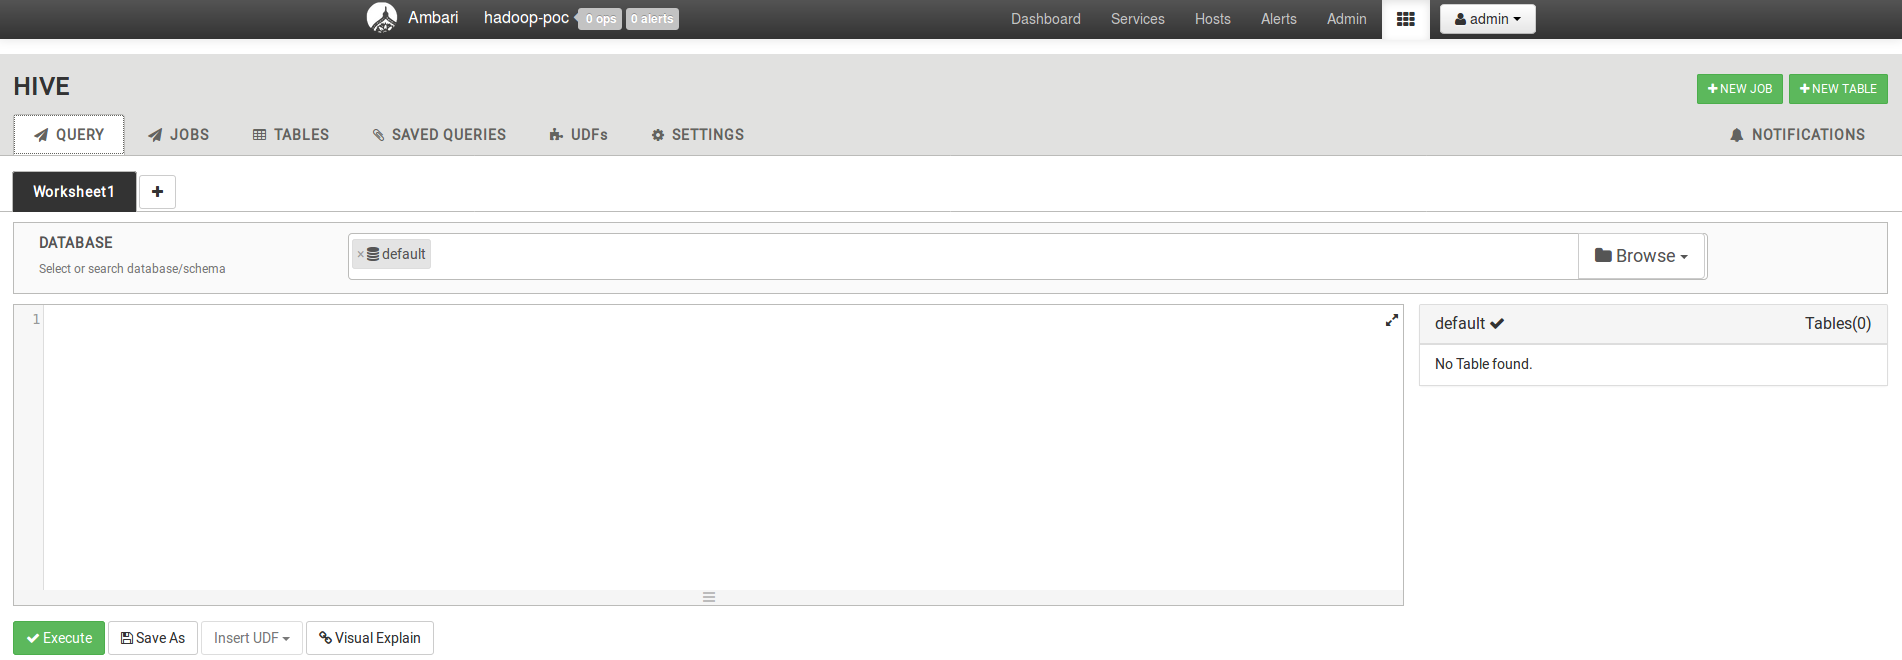 Ambari hadoop-poc 0 ops 0 alerts Dashboard Services Hosts Alerts Admin admin
HIVE
NEW JOB NEW TABLE
QUERY JOBS TABLES SAVED QUERIES UDFs SETTINGS NOTIFICATIONS
Worksheet1 +
DATABASE
Select or search database/schema
× default Browse
1
default Tables(0)
No Table found.
Execute Save As Insert UDF Visual Explain